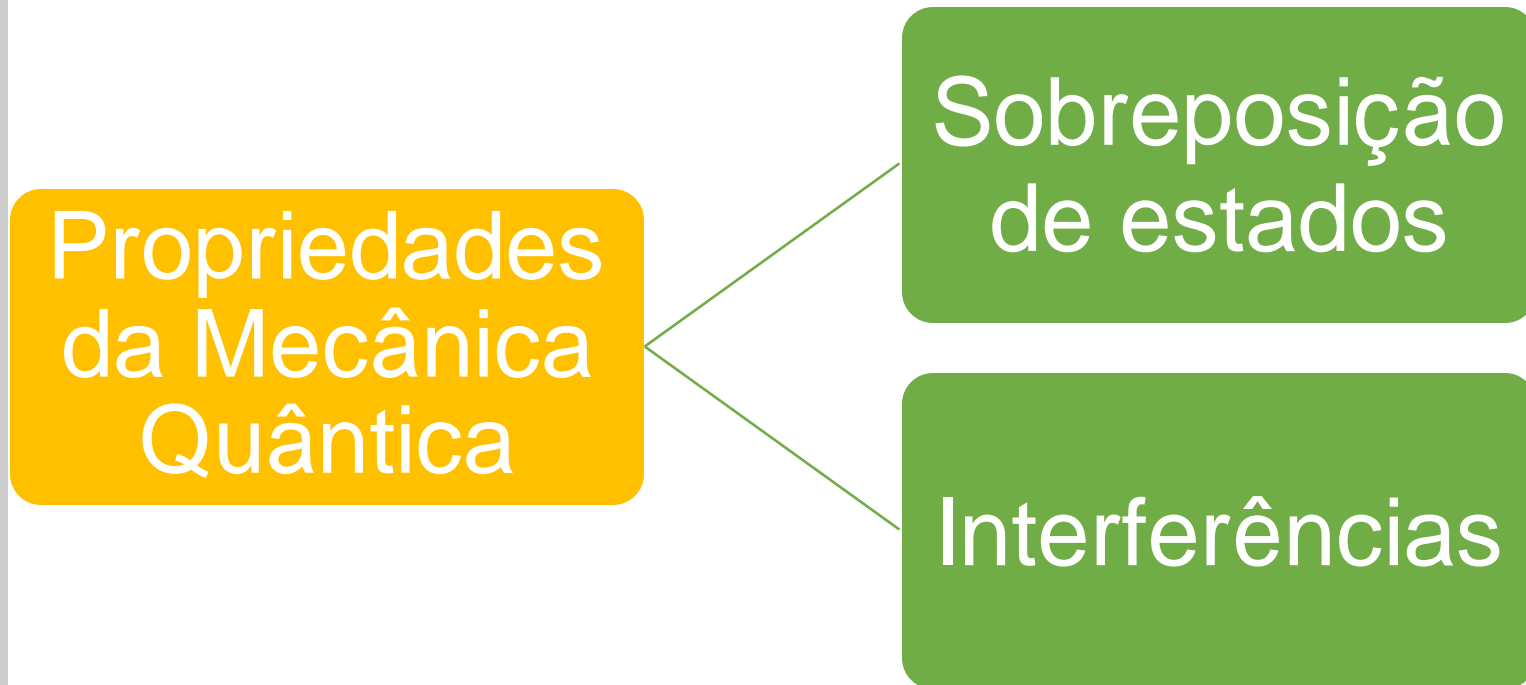 Propriedades
da Mecânica
Quântica
Sobreposição
de estados
Interferências